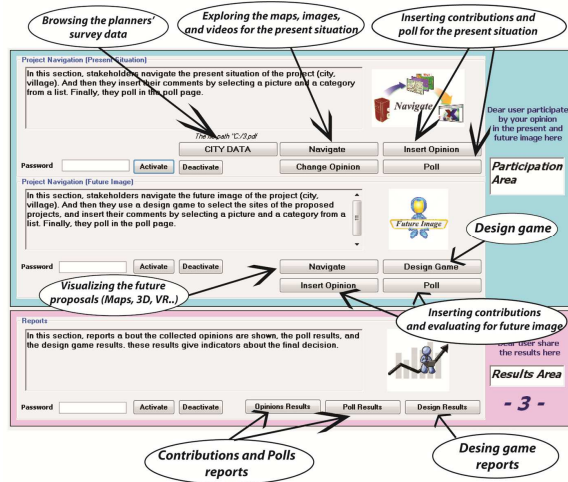 Browsing the planners'
survey data
Exploring the maps, images,
and videos for the present situation
Inserting contributions and
poll for the present situation
Project Navigation (Present Situation)
In this section, stakeholders navigate the present situation of the project (city,
village). And then they insert their comments by selecting a picture and a category
from a list. Finally, they poll in the poll page.
Navigate
Dear user participate
by your opinion
in the present and
future image here
CITY DATA
Navigate
Insert Opinion
Password
Activate
Deactivate
Change Opinion
Poll
Participation
Area
Project Navigation (Future Image)
In this section, stakeholders navigate the future image of the project (city,
village). And then they use a design game to select the sites of the proposed
projects, and insert their comments by selecting a picture and a category from a
list. Finally, they poll in the poll page.
Future Image
Design game
Password
Activate
Deactivate
Navigate
Design Game
Insert Opinion
Poll
Visualizing the future
proposals (Maps, 3D, VR..)
Inserting contributions
and evaluating for future image
Reports
In this section, reports a bout the collected opinions are shown, the poll results, and
the design game results. these results give indicators about the final decision.
Dear user share
the results here
Results Area
- 3 -
Password
Activate
Deactivate
Opinions Results
Poll Results
Design Results
Contributions and Polls
reports
Desing game
reports